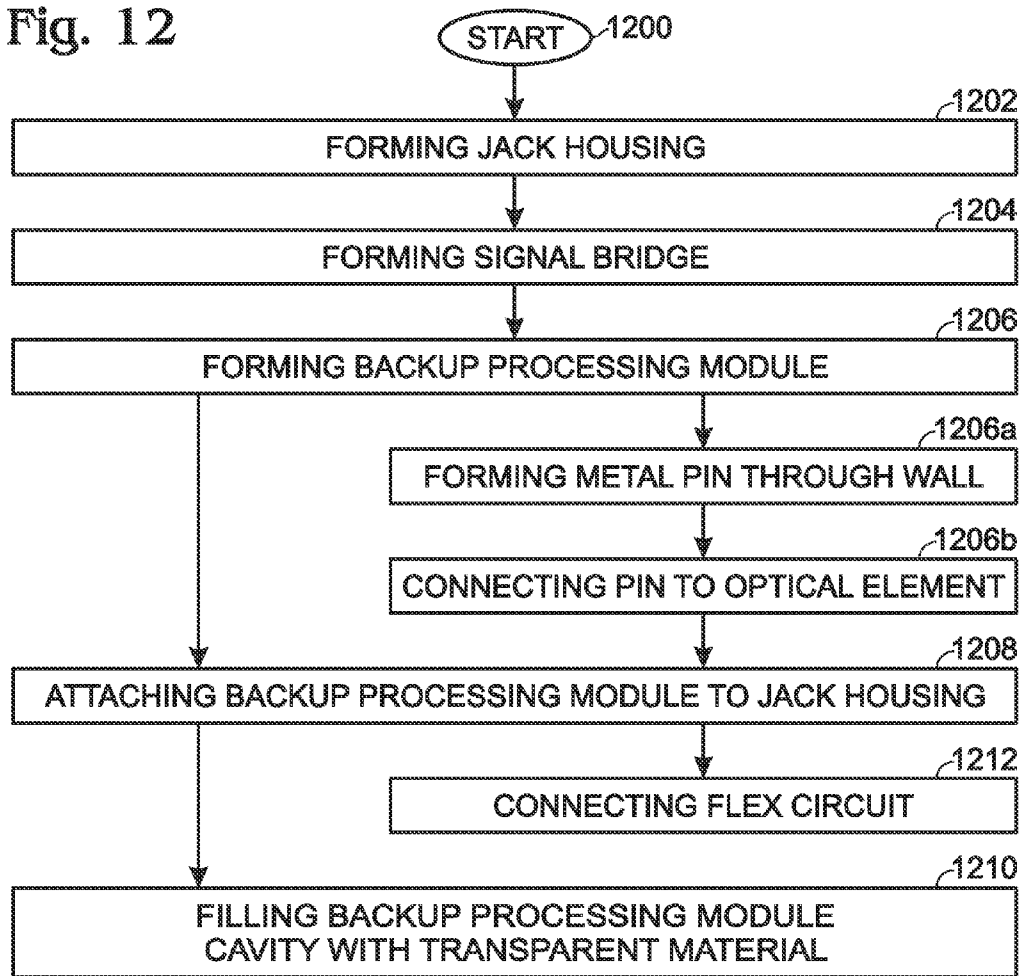 Fig. 12
START
1200
1202
FORMING JACK HOUSING
1204
FORMING SIGNAL BRIDGE
1206
FORMING BACKUP PROCESSING MODULE
1206a
FORMING METAL PIN THROUGH WALL
1206b
CONNECTING PIN TO OPTICAL ELEMENT
1208
ATTACHING BACKUP PROCESSING MODULE TO JACK HOUSING
1212
CONNECTING FLEX CIRCUIT
1210
FILLING BACKUP PROCESSING MODULE
CAVITY WITH TRANSPARENT MATERIAL